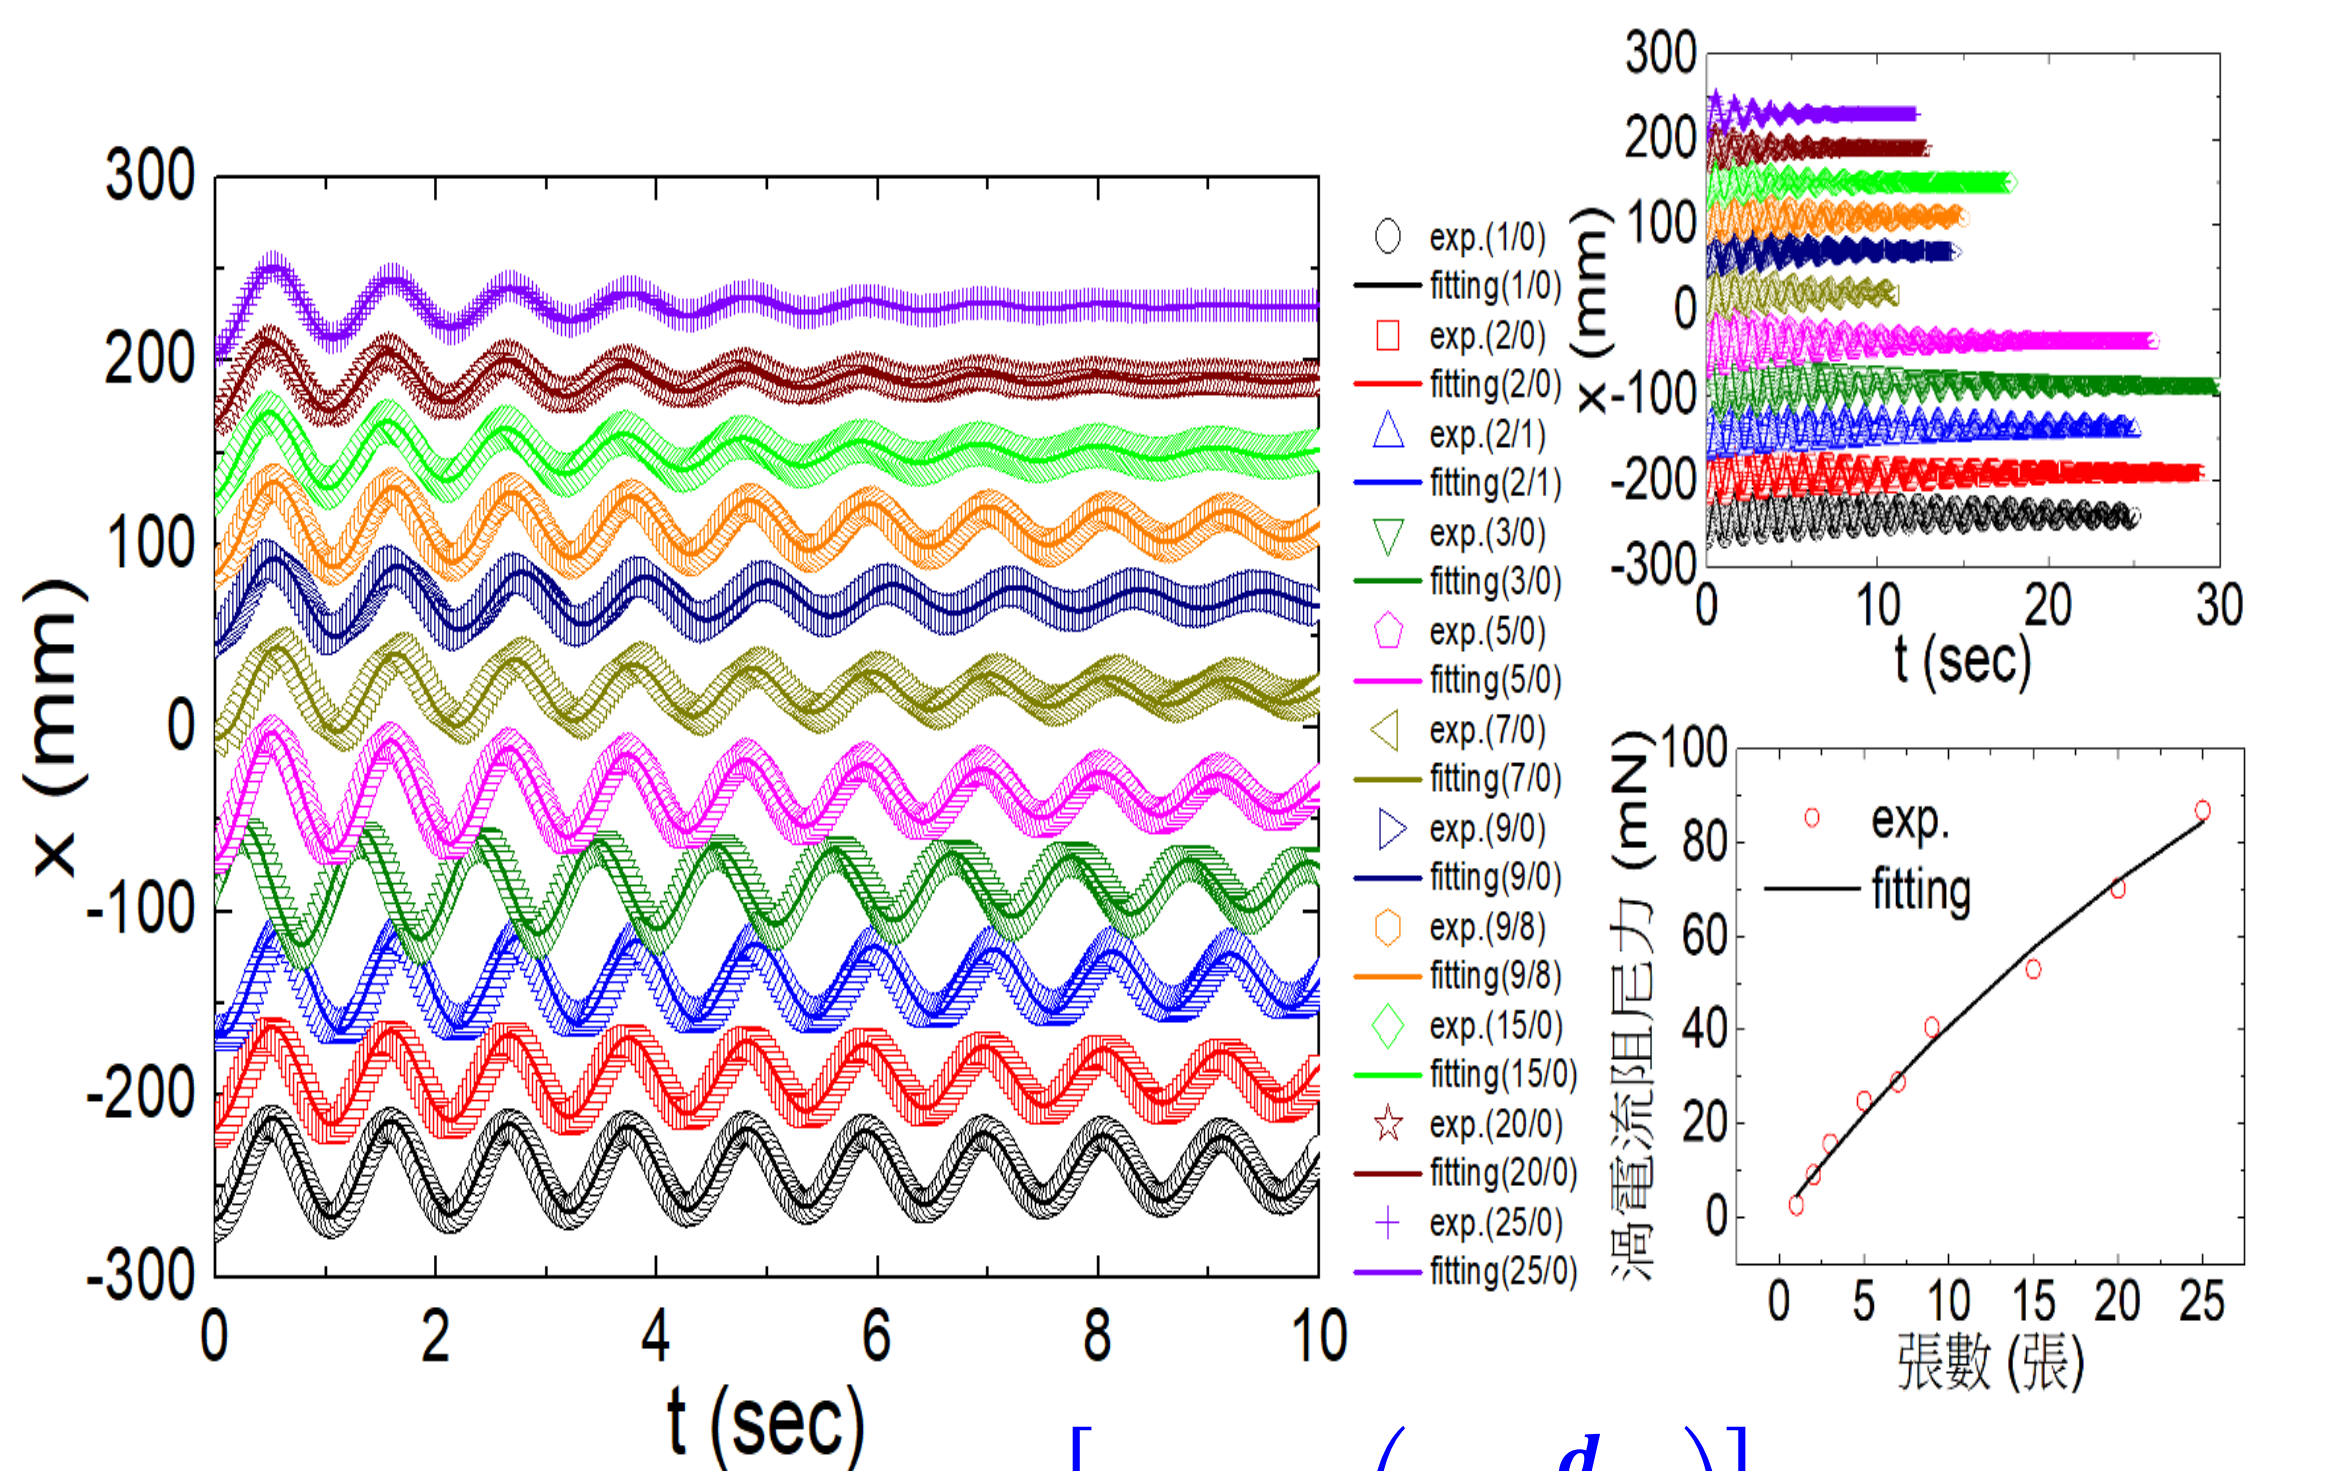 300
200
100
0
-100
-200
-300
x (mm)
0 2 4 6 8 10
t (sec)
exp.(1/0)
fitting(1/0)
exp.(2/0)
fitting(2/0)
exp.(2/1)
fitting(2/1)
exp.(3/0)
fitting(3/0)
exp.(5/0)
fitting(5/0)
exp.(7/0)
fitting(7/0)
exp.(9/0)
fitting(9/0)
exp.(9/8)
fitting(9/8)
exp.(15/0)
fitting(15/0)
exp.(20/0)
fitting(20/0)
exp.(25/0)
fitting(25/0)
300
200
100
0
-100
-200
-300
x (mm)
0 10 20 30
t (sec)
100
80
60
40
20
0
渦電流阻尼力 (mN)
exp.
fitting
0 5 10 15 20 25
張數 (張)
[ ( d )]